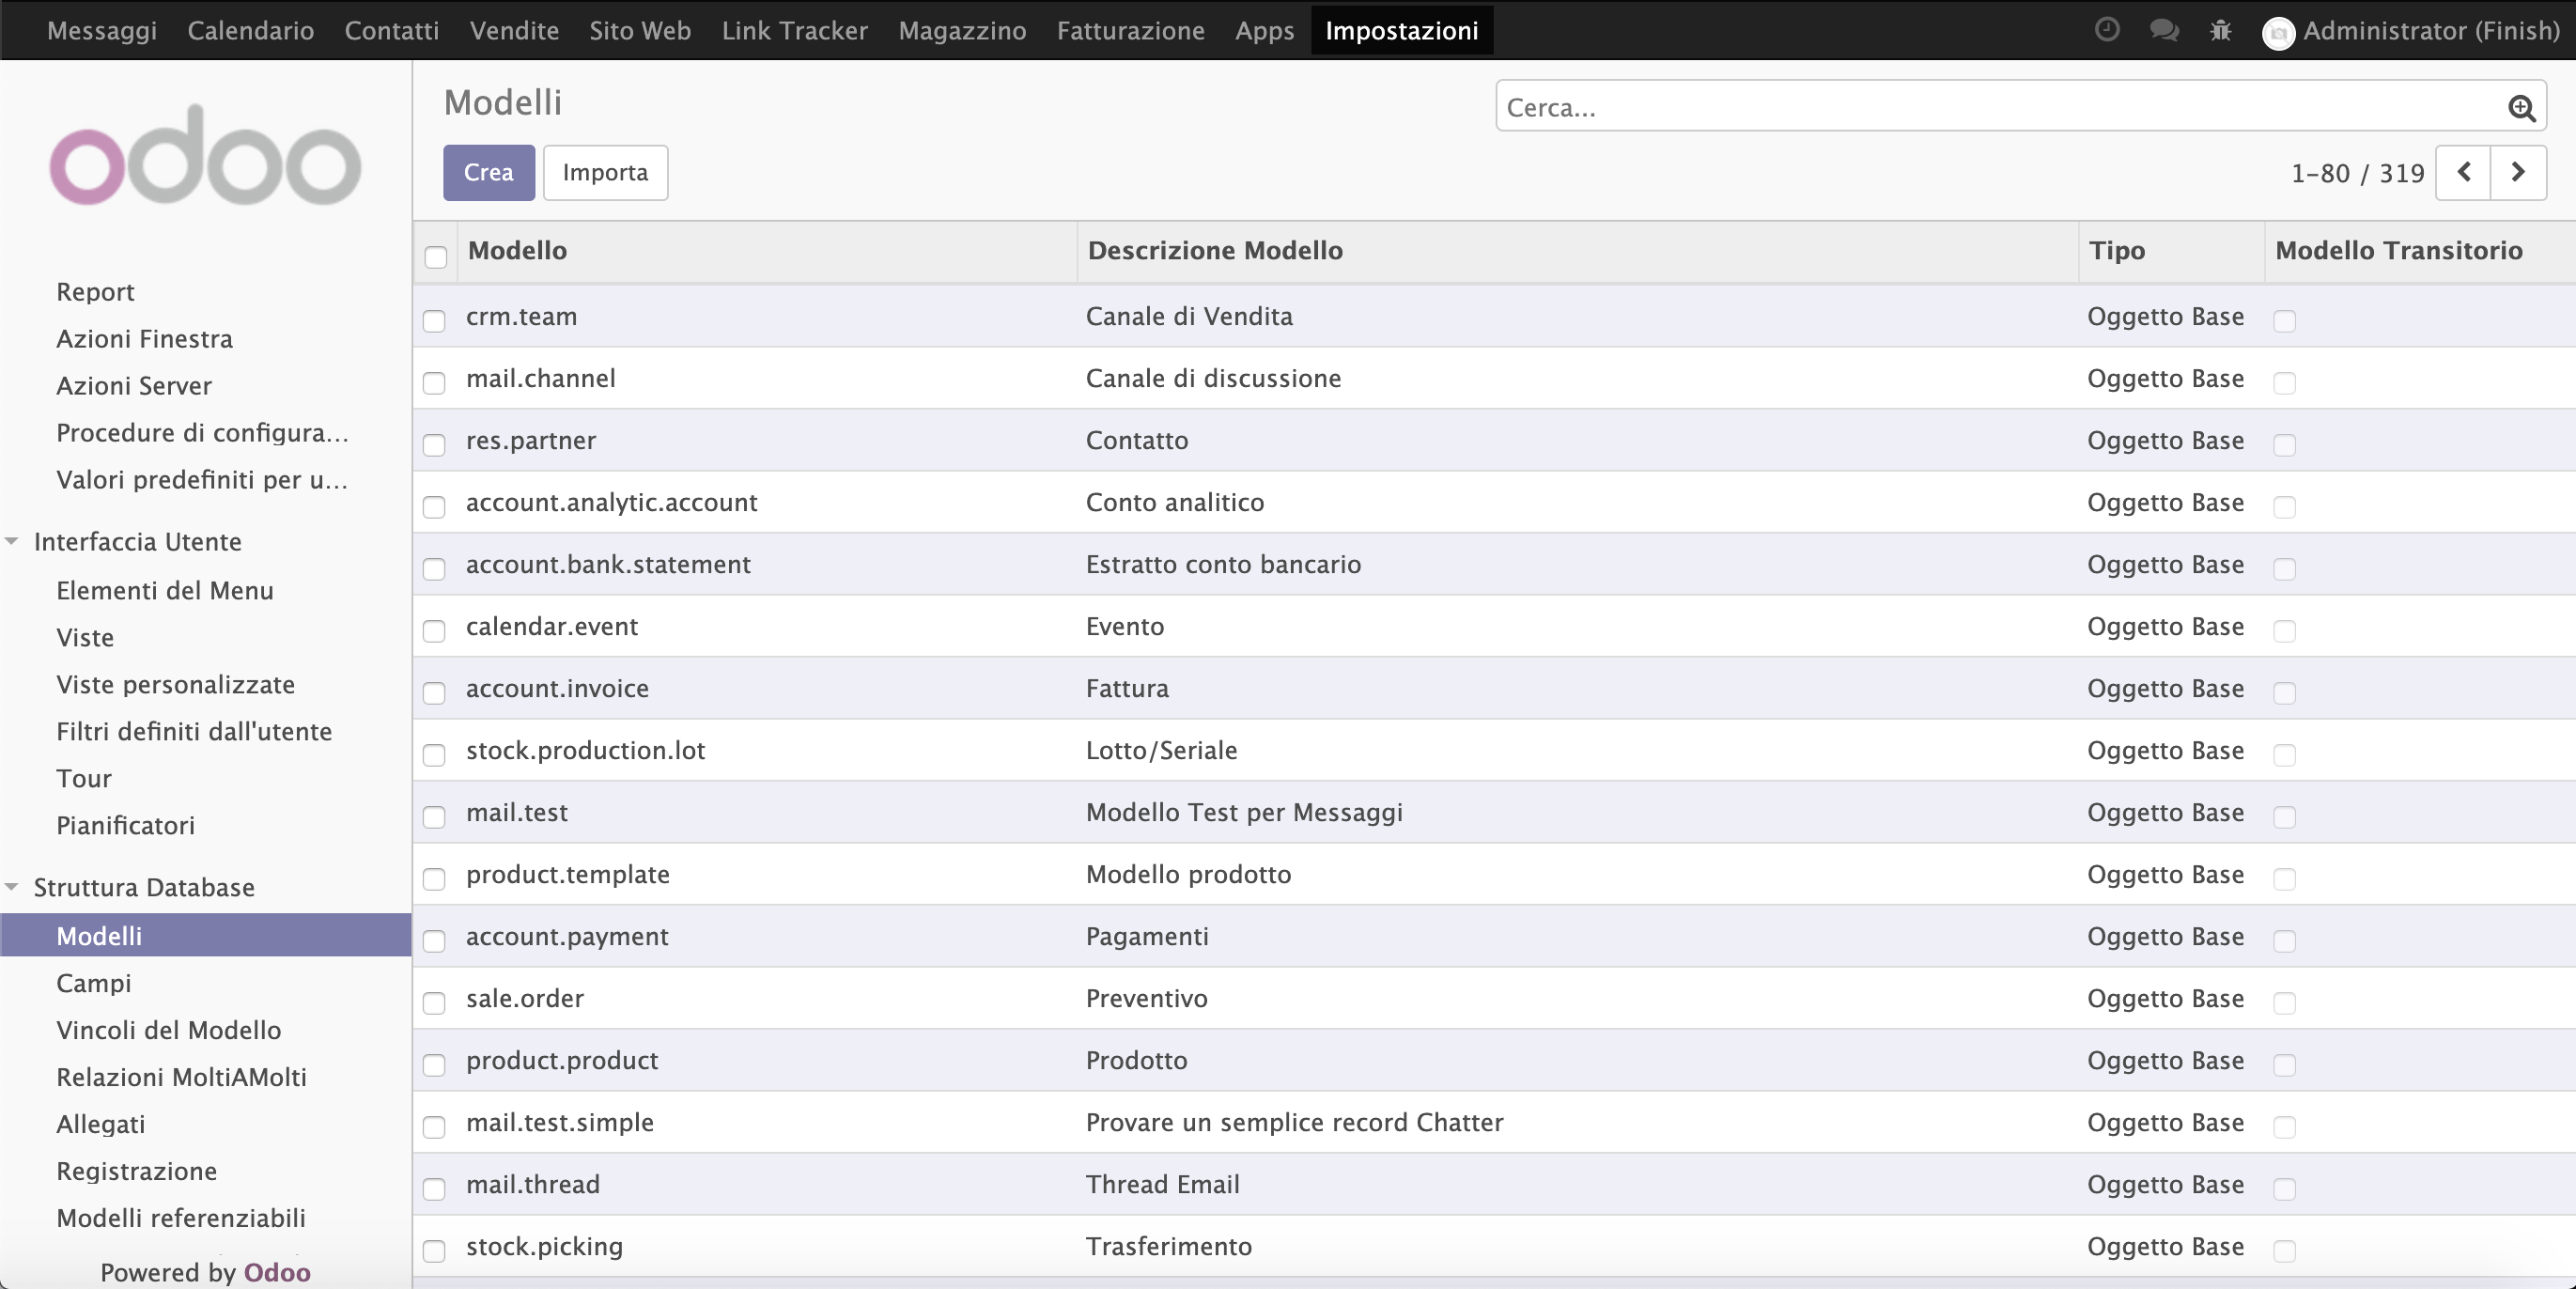 Messaggi Calendario Contatti Vendite Sito Web Link Tracker Magazzino Fatturazione Apps Impostazioni Administrator (Finish)
odoo
Report
Azioni Finestra
Azioni Server
Procedure di configura...
Valori predefiniti per u...
Interfaccia Utente
Elementi del Menu
Viste
Viste personalizzate
Filtri definiti dall'utente
Tour
Pianificatori
Struttura Database
Modelli
Campi
Vincoli del Modello
Relazioni MoltiAMolti
Allegati
Registrazione
Modelli referenziabili
Powered by Odoo
Modelli
Cerca...
Crea Importa
1-80 / 319
Modello Descrizione Modello Tipo Modello Transitorio
crm.team Canale di Vendita Oggetto Base
mail.channel Canale di discussione Oggetto Base
res.partner Contatto Oggetto Base
account.analytic.account Conto analitico Oggetto Base
account.bank.statement Estratto conto bancario Oggetto Base
calendar.event Evento Oggetto Base
account.invoice Fattura Oggetto Base
stock.production.lot Lotto/Seriale Oggetto Base
mail.test Modello Test per Messaggi Oggetto Base
product.template Modello prodotto Oggetto Base
account.payment Pagamenti Oggetto Base
sale.order Preventivo Oggetto Base
product.product Prodotto Oggetto Base
mail.test.simple Provare un semplice record Chatter Oggetto Base
mail.thread Thread Email Oggetto Base
stock.picking Trasferimento Oggetto Base